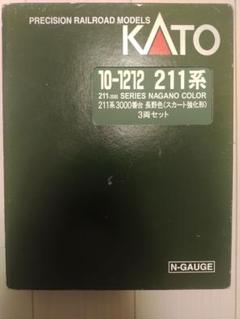 PRECISION RAILROAD MODELS
KATO
10-1212 211系
211-3000 SERIES NAGANO COLOR
211系3000番台 長野色(スカート強化形)
3両セット
N-GAUGE